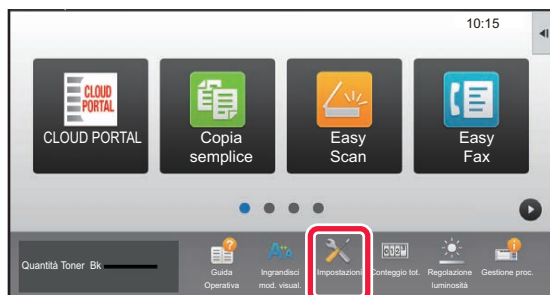 10:15
CLOUD
PORTAL
CLOUD PORTAL
Copia
semplice
Easy
Scan
Easy
Fax
Quantità Toner Bk
Guida
Operativa
Ingrandisci
mod. visual.
Impostazioni
Conteggio tot.
Regolazione
luminosità
Gestione proc.